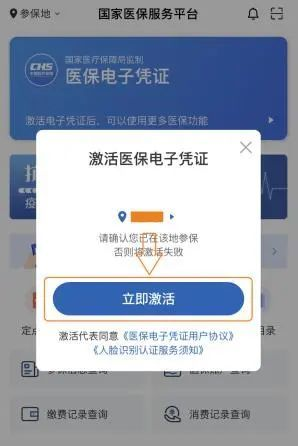 参保地
国家医保服务平台
CHS
国家医疗保障局监制
医保电子凭证
激活电子凭证后,可以使用更多医保功能
激活医保电子凭证
请确认您已在该地参保
否则将激活失败
立即激活
激活代表同意《医保电子凭证用户协议》
《人脸识别认证服务须知》
缴费记录查询
消费记录查询